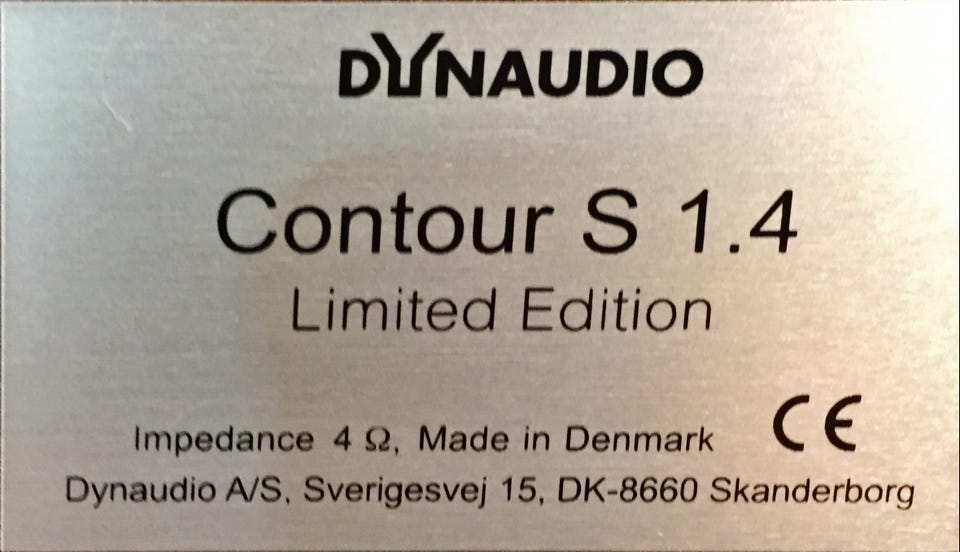 DYNAUDIO
Contour S 1.4
Limited Edition
Impedance 4 Ω, Made in Denmark CE
Dynaudio A/S, Sverigesvej 15, DK-8660 Skanderborg